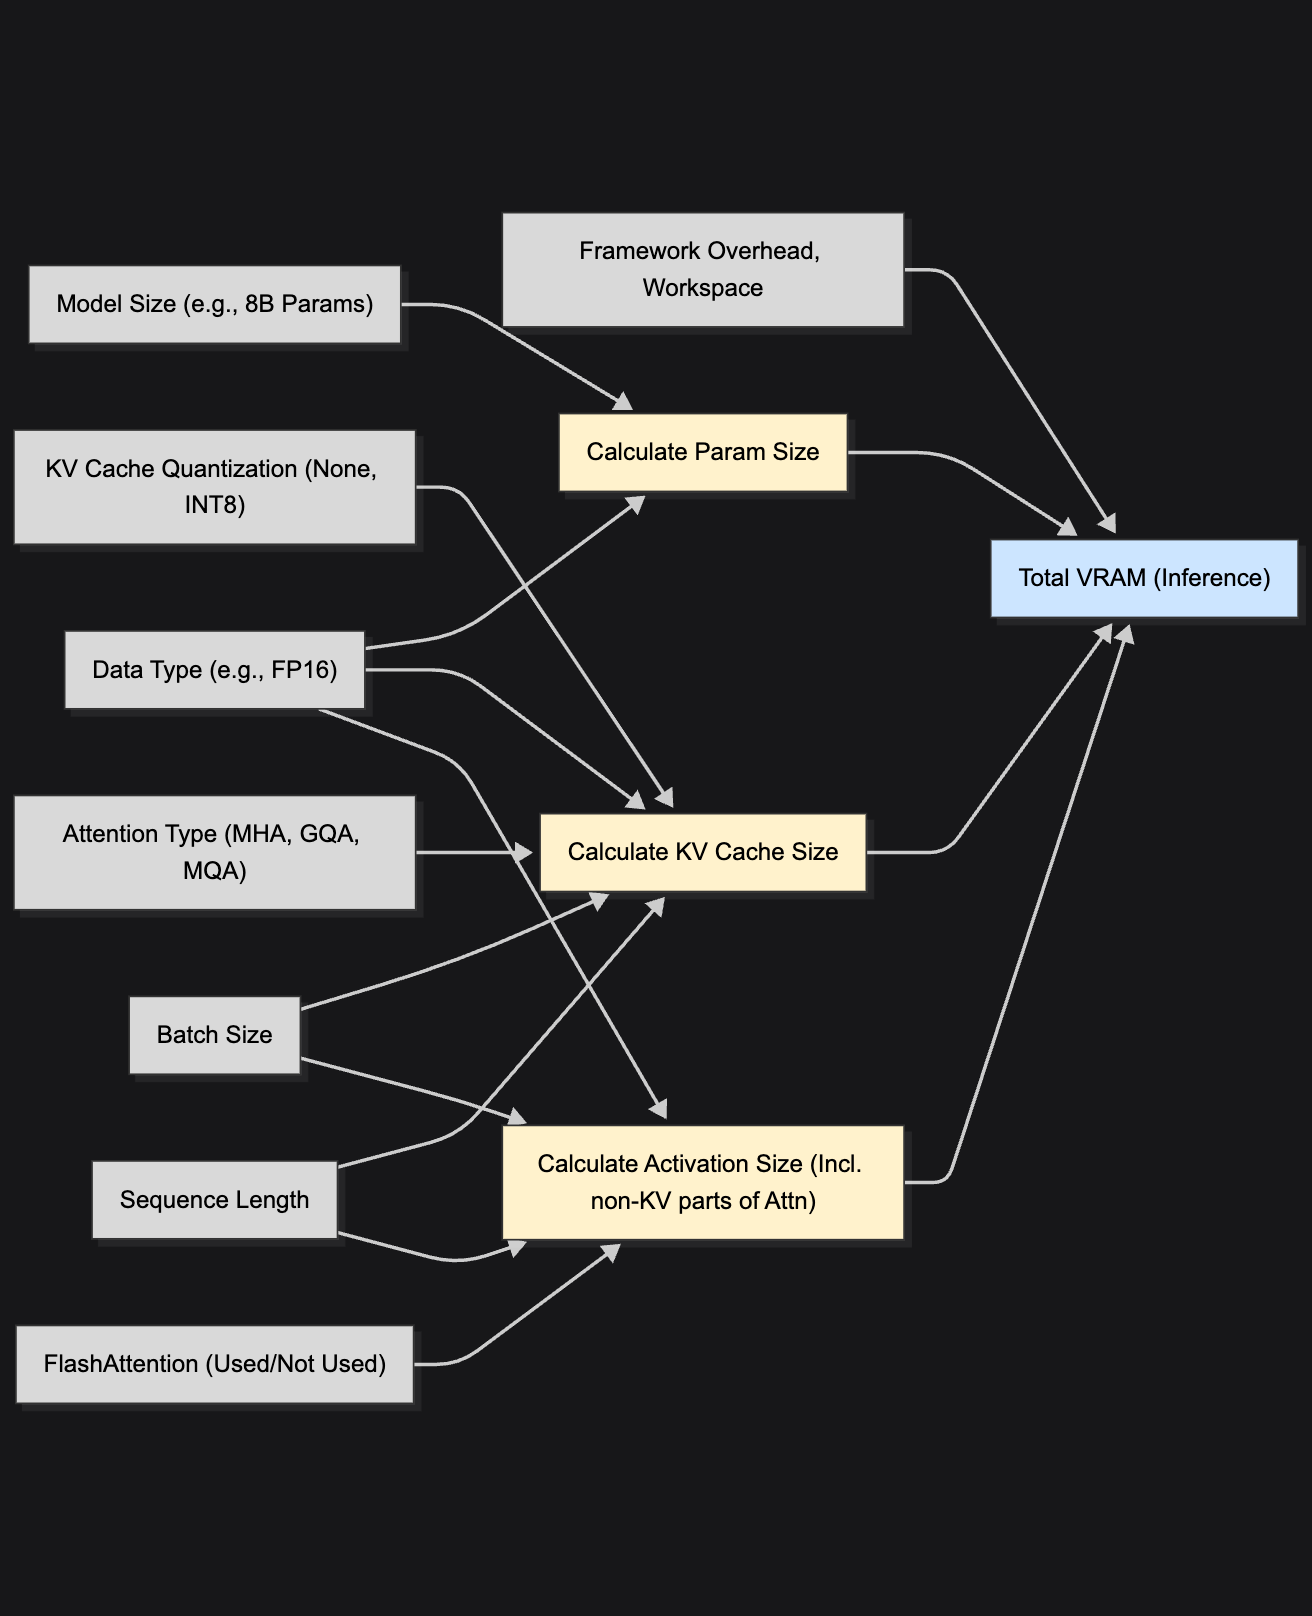 Framework Overhead,
Workspace
Model Size (e.g., 8B Params)
Calculate Param Size
KV Cache Quantization (None,
INT8)
Total VRAM (Inference)
Data Type (e.g., FP16)
Attention Type (MHA, GQA,
MQA)
Calculate KV Cache Size
Batch Size
Calculate Activation Size (Incl.
non-KV parts of Attn)
Sequence Length
FlashAttention (Used/Not Used)